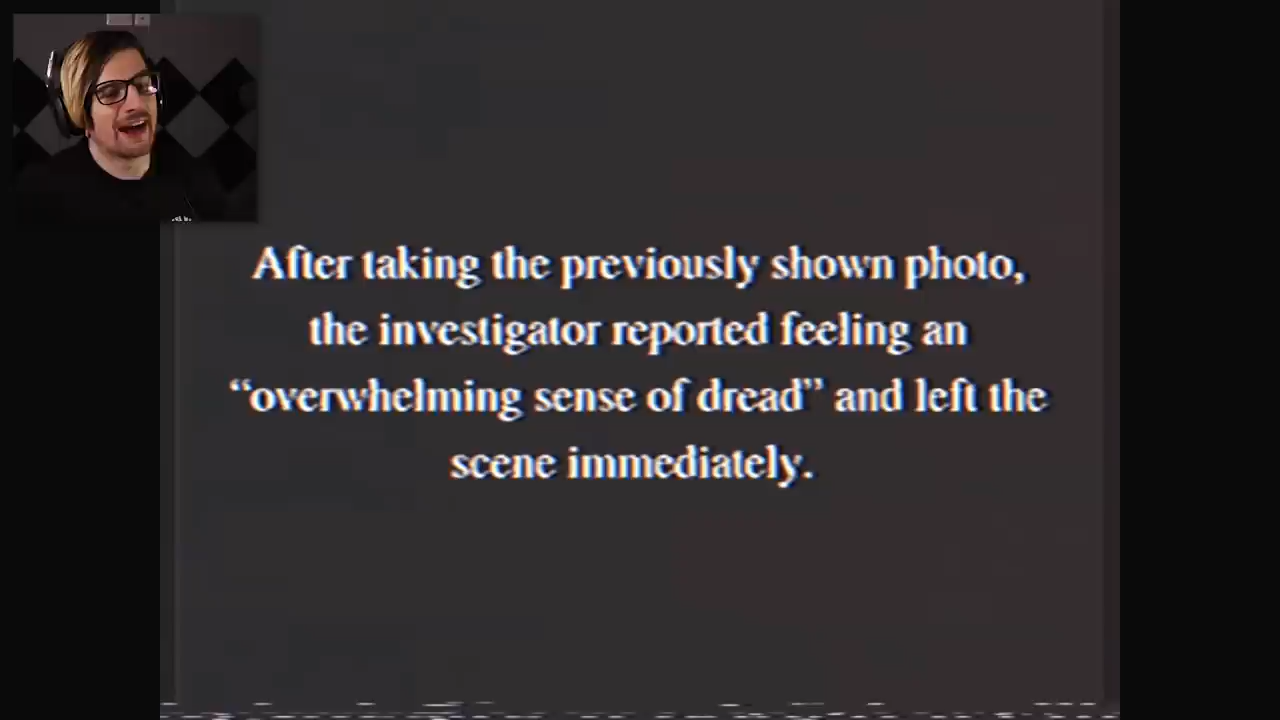 After taking the previously shown photo,
the investigator reported feeling an
“overwhelming sense of dread” and left the
scene immediately.